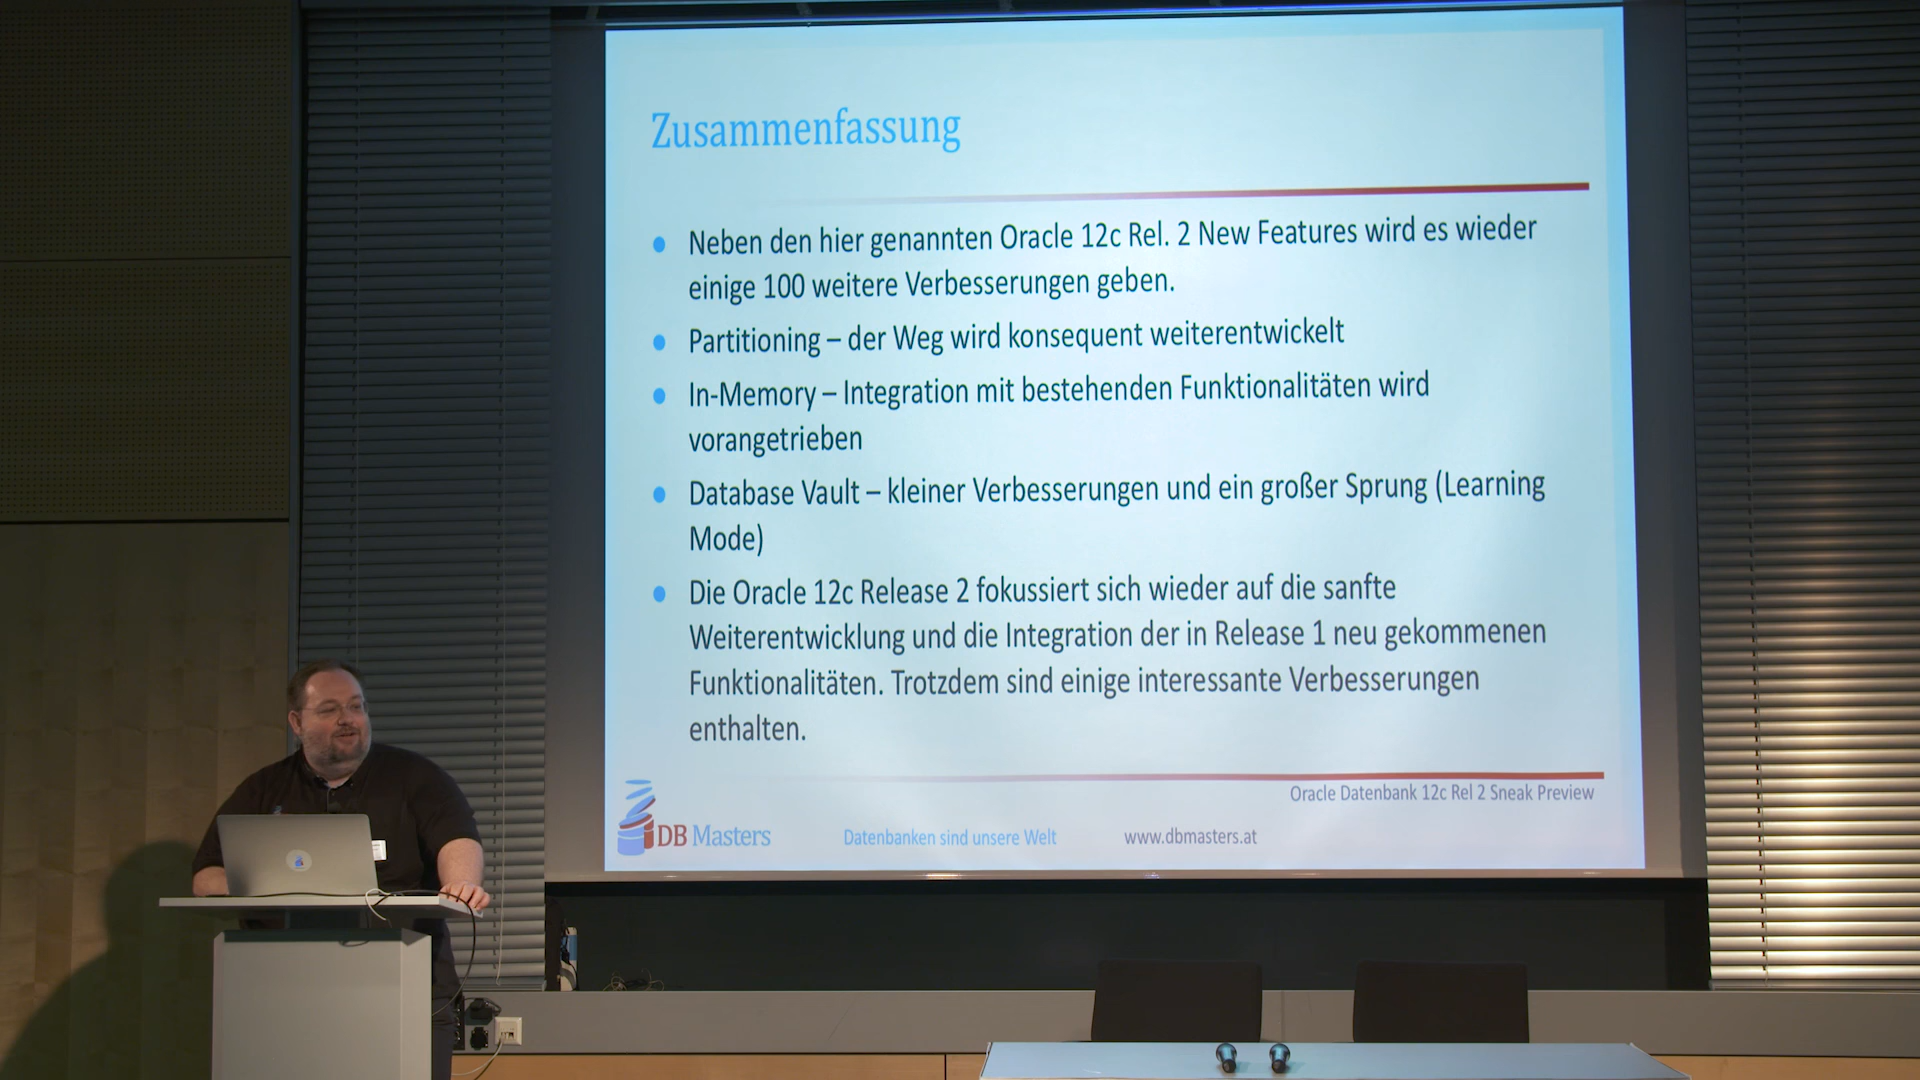 Zusammenfassung
Neben den hier genannten Oracle 12c Rel. 2 New Features wird es wieder
einige 100 weitere Verbesserungen geben.
Partitioning – der Weg wird konsequent weiterentwickelt
In-Memory – Integration mit bestehenden Funktionalitäten wird
vorangetrieben
Database Vault – kleiner Verbesserungen und ein großer Sprung (Learning
Mode)
Die Oracle 12c Release 2 fokussiert sich wieder auf die sanfte
Weiterentwicklung und die Integration der in Release 1 neu gekommenen
Funktionalitäten. Trotzdem sind einige interessante Verbesserungen
enthalten.
Oracle Datenbank 12c Rel 2 Sneak Preview
DB Masters
Datenbanken sind unsere Welt
www.dbmasters.at